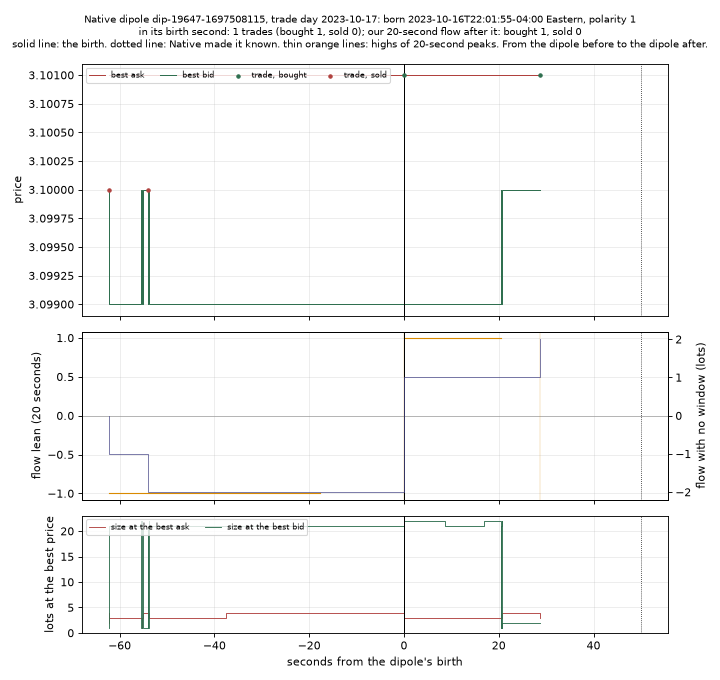 Native dipole dip-19647-1697508115, trade day 2023-10-17: born 2023-10-16T22:01:55-04:00 Eastern, polarity 1
in its birth second: 1 trades (bought 1, sold 0); our 20-second flow after it: bought 1, sold 0
solid line: the birth. dotted line: Native made it known. thin orange lines: highs of 20-second peaks. From the dipole before to the dipole after.
best ask best bid trade, bought trade, sold
3.10100
3.10075
3.10050
3.10025
3.10000
3.09975
3.09950
3.09925
3.09900
price
1.0
0.5
0.0
−0.5
−1.0
flow lean (20 seconds)
2
1
0
−1
−2
flow with no window (lots)
size at the best ask size at the best bid
20
15
10
5
0
lots at the best price
−60 −40 −20 0 20 40
seconds from the dipole's birth